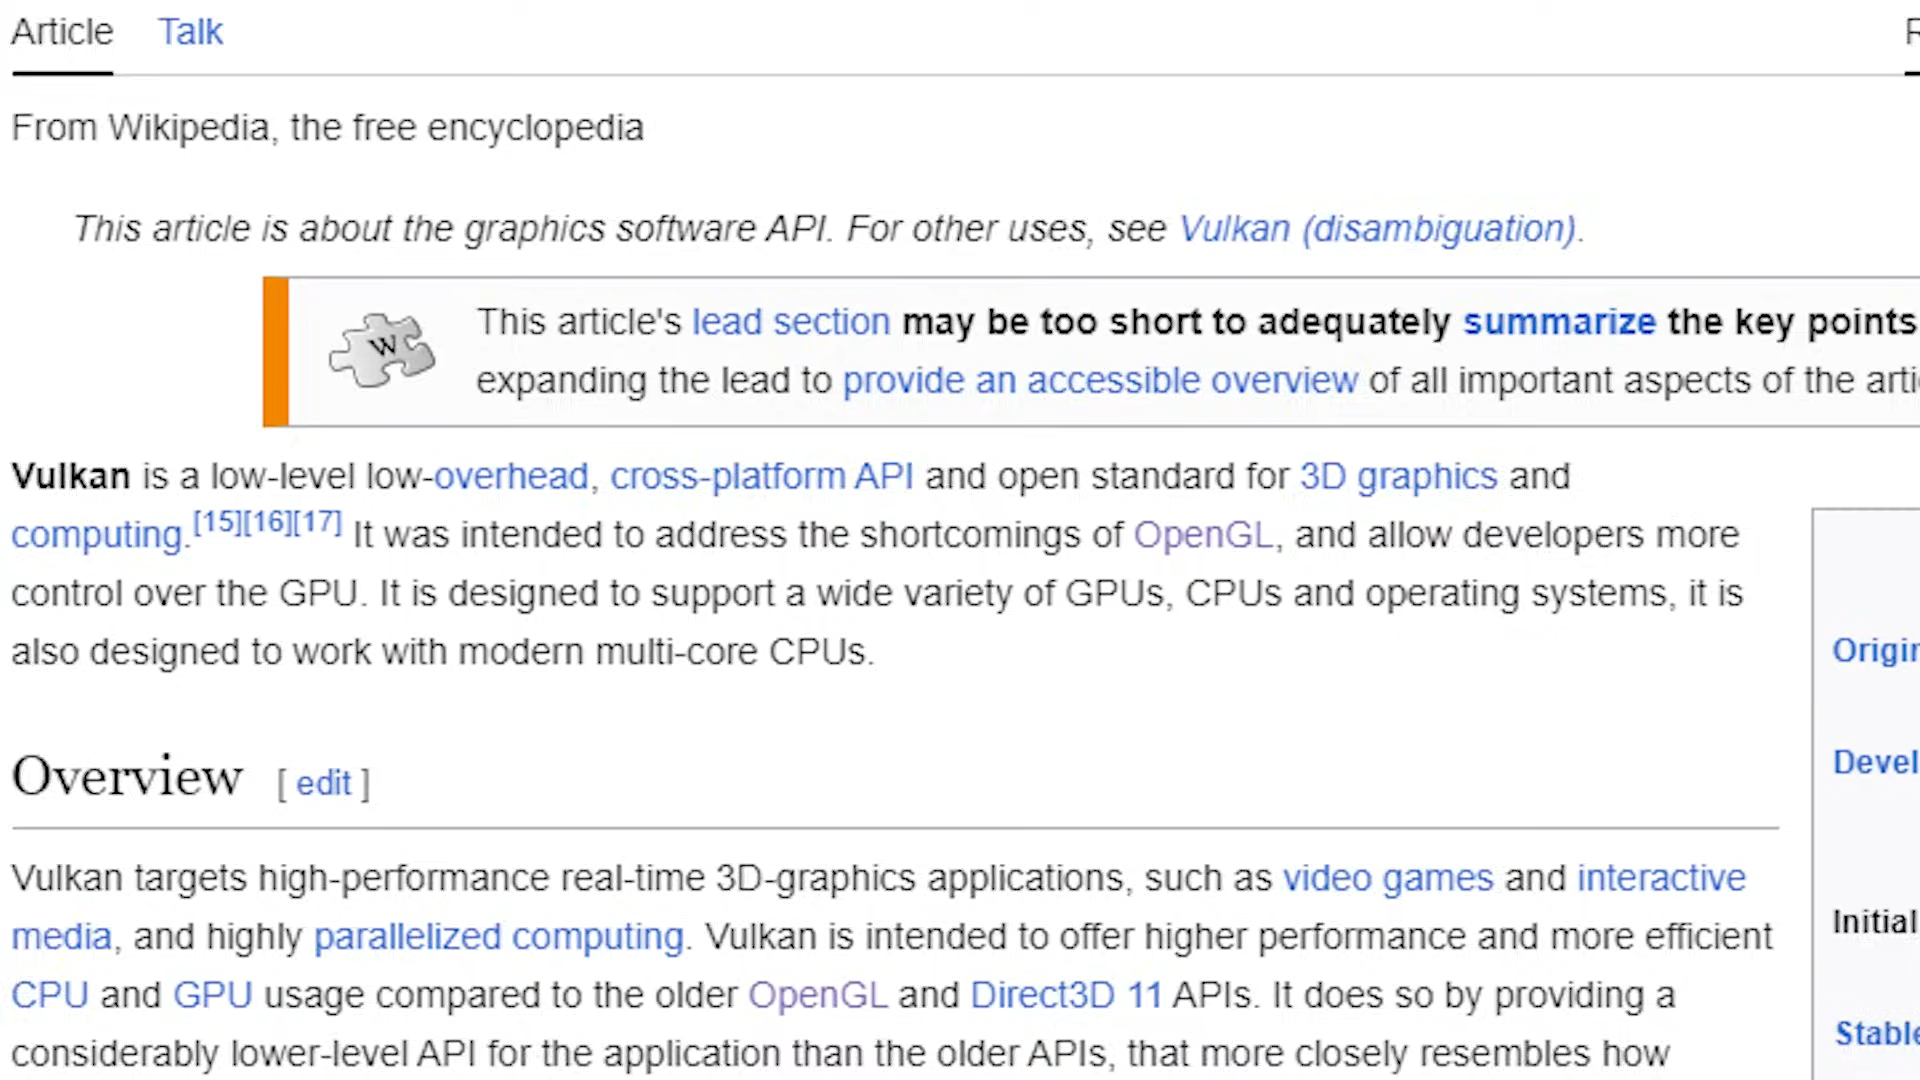 Article Talk
From Wikipedia, the free encyclopedia
This article is about the graphics software API. For other uses, see Vulkan (disambiguation).
W
This article's lead section may be too short to adequately summarize the key points
expanding the lead to provide an accessible overview of all important aspects of the
Vulkan is a low-level low-overhead, cross-platform API and open standard for 3D graphics and
computing.[15][16][17] It was intended to address the shortcomings of OpenGL, and allow developers more
control over the GPU. It is designed to support a wide variety of GPUs, CPUs and operating systems, it is
also designed to work with modern multi-core CPUs.
Overview [ edit ]
Vulkan targets high-performance real-time 3D-graphics applications, such as video games and interactive
media, and highly parallelized computing. Vulkan is intended to offer higher performance and more efficient
CPU and GPU usage compared to the older OpenGL and Direct3D 11 APIs. It does so by providing a
considerably lower-level API for the application than the older APIs, that more closely resembles how
Initial
Stable